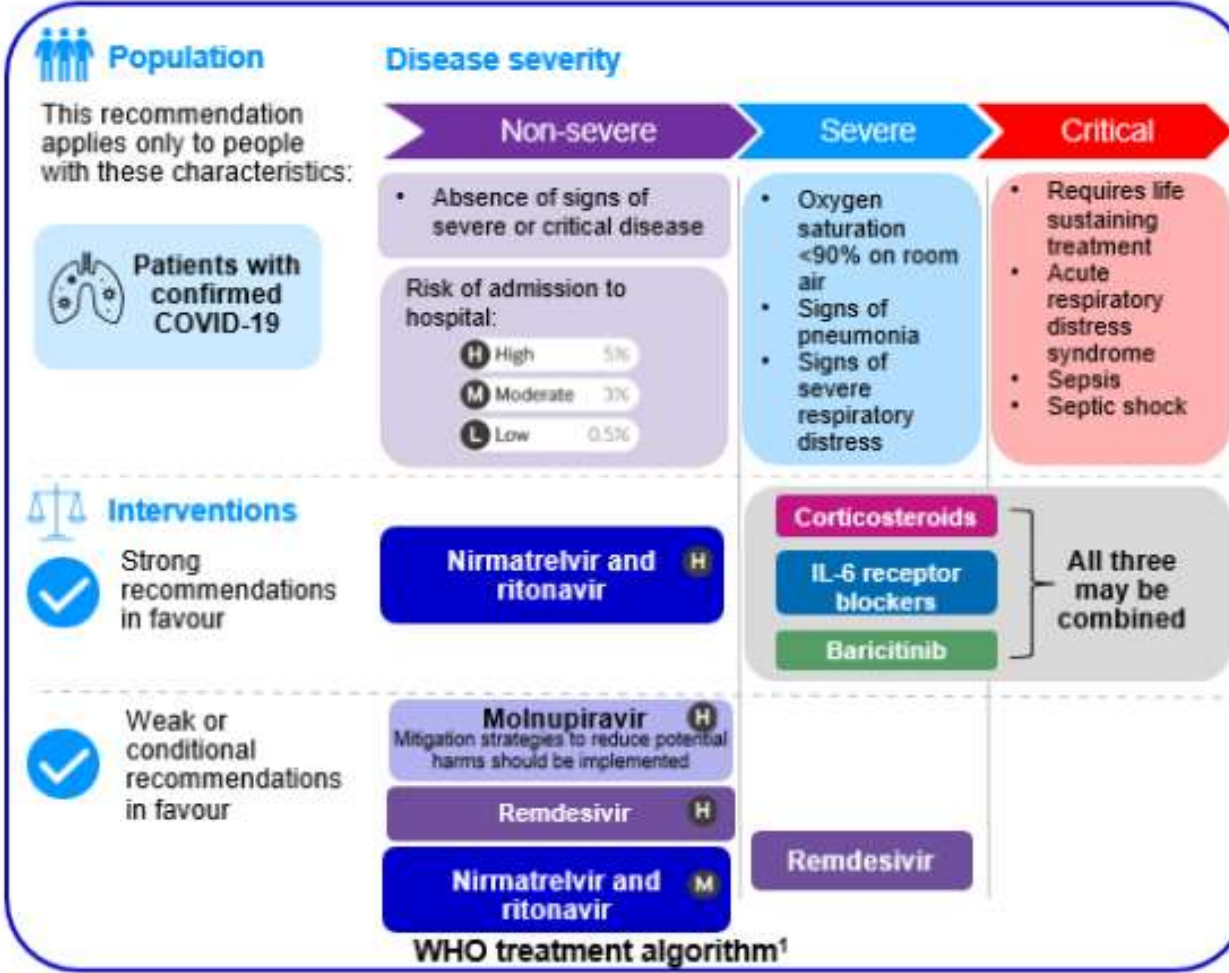 Population
This recommendation
applies only to people
with these characteristics:
Patients with
confirmed
COVID-19
Disease severity
Non-severe
Severe
Critical
• Absence of signs of
severe or critical disease
Risk of admission to
hospital:
H High 5%
M Moderate 3%
L Low 0.5%
• Oxygen
saturation
<90% on room
air
• Signs of
pneumonia
• Signs of
severe
respiratory
distress
• Requires life
sustaining
treatment
• Acute
respiratory
distress
syndrome
• Sepsis
• Septic shock
Interventions
Strong
recommendations
in favour
Nirmatrelvir and
ritonavir
H
Corticosteroids
IL-6 receptor
blockers
Baricitinib
All three
may be
combined
Weak or
conditional
recommendations
in favour
Molnupiravir H
Mitigation strategies to reduce potential
harms should be implemented
Remdesivir H
Nirmatrelvir and
ritonavir
M
Remdesivir
WHO treatment algorithm¹